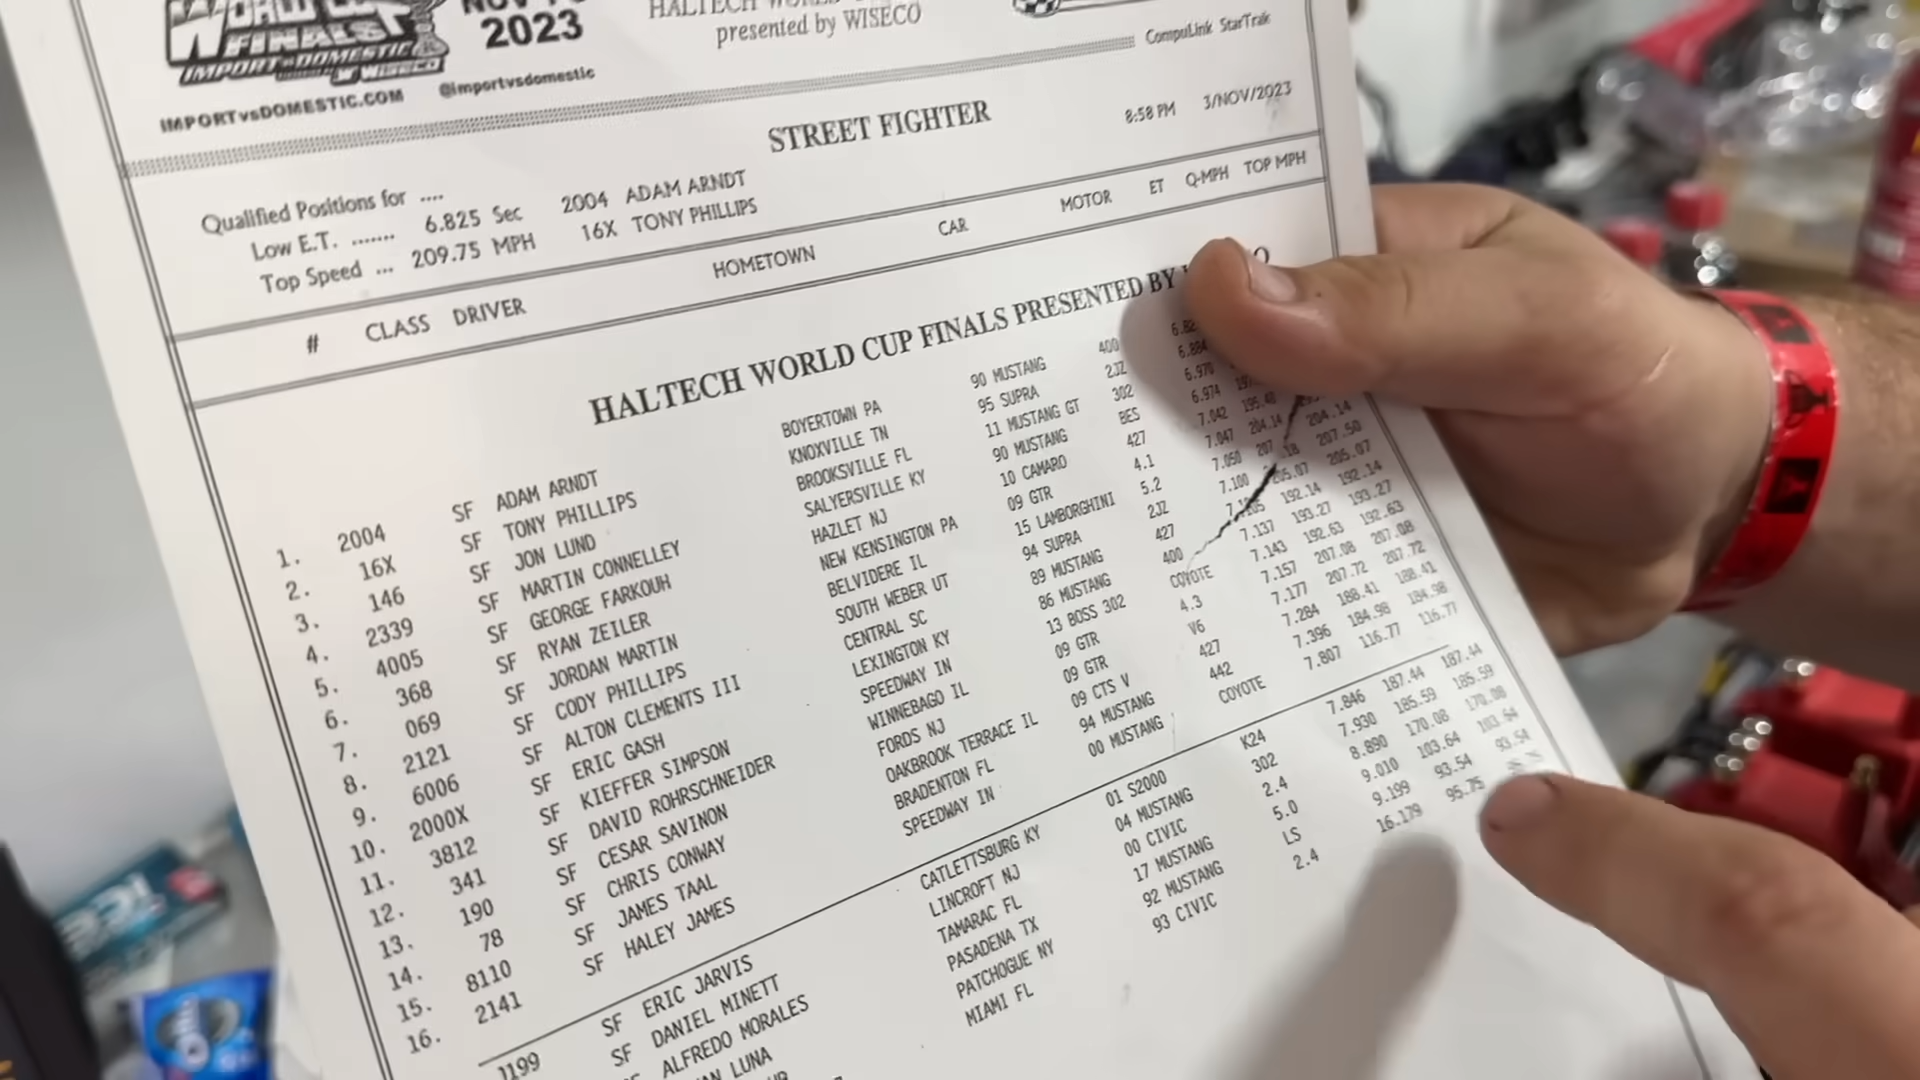 WORLD CUP NOV
FINALS 2023 HALTECH WORLD
IMPORT vs DOMESTIC presented by WISECO
WISECO
IMPORTvsDOMESTIC.COM @importvsdomestic CompuLink StarTrak
STREET FIGHTER 8:58 PM 3/NOV/2023
Qualified Positions for ....
Low E.T. ....... 6.825 Sec 2004 ADAM ARNDT
Top Speed ... 209.75 MPH 16X TONY PHILLIPS
# CLASS DRIVER HOMETOWN CAR MOTOR ET Q-MPH TOP MPH
HALTECH WORLD CUP FINALS PRESENTED BY
1. 2004 SF ADAM ARNDT BOYERTOWN PA 90 MUSTANG 400
2. 16X SF TONY PHILLIPS KNOXVILLE TN 95 SUPRA 2JZ 6.884
3. 146 SF JON LUND BROOKSVILLE FL 11 MUSTANG GT 302 6.970
4. 2339 SF MARTIN CONNELLEY SALYERSVILLE KY 90 MUSTANG BES 6.974
5. 4005 SF GEORGE FARKOUH HAZLET NJ 10 CAMARO 427 7.042 195.48
6. 368 SF RYAN ZEILER NEW KENSINGTON PA 09 GTR 4.1 7.047 204.14 204.14
7. 069 SF JORDAN MARTIN BELVIDERE IL 15 LAMBORGHINI 5.2 7.050 207.50
8. 2121 SF CODY PHILLIPS SOUTH WEBER UT 94 SUPRA 2JZ 7.100 205.07 205.07
9. 6006 SF ALTON CLEMENTS III CENTRAL SC 89 MUSTANG 427 192.14 192.14
10. 2000X SF ERIC GASH LEXINGTON KY 86 MUSTANG 400 7.137 193.27 193.27
11. 3812 SF KIEFFER SIMPSON SPEEDWAY IN 13 BOSS 302 COYOTE 7.143 192.63 192.63
12. 341 SF DAVID ROHRSCHNEIDER WINNEBAGO IL 09 GTR 4.3 7.157 207.08 207.08
13. 190 SF CESAR SAVINON FORDS NJ 09 GTR V6 7.177 207.72 207.72
14. 78 SF CHRIS CONWAY OAKBROOK TERRACE IL 09 CTS V 427 7.284 188.41 188.41
15. 8110 SF JAMES TAAL BRADENTON FL 94 MUSTANG 442 7.396 184.98 184.98
16. 2141 SF HALEY JAMES SPEEDWAY IN 00 MUSTANG COYOTE 7.807 116.77 116.77
1199 SF ERIC JARVIS CATLETTSBURG KY 01 S2000 K24 7.846 187.44 187.44
SF DANIEL MINETT LINCROFT NJ 04 MUSTANG 302 7.930 185.59 185.59
ALFREDO MORALES TAMARAC FL 00 CIVIC 2.4 8.890 170.08 170.08
LUNA PASADENA TX 17 MUSTANG 5.0 9.010 103.64 103.64
PATCHOGUE NY 92 MUSTANG LS 9.199 93.54 93.54
MIAMI FL 93 CIVIC 2.4 16.179 95.75